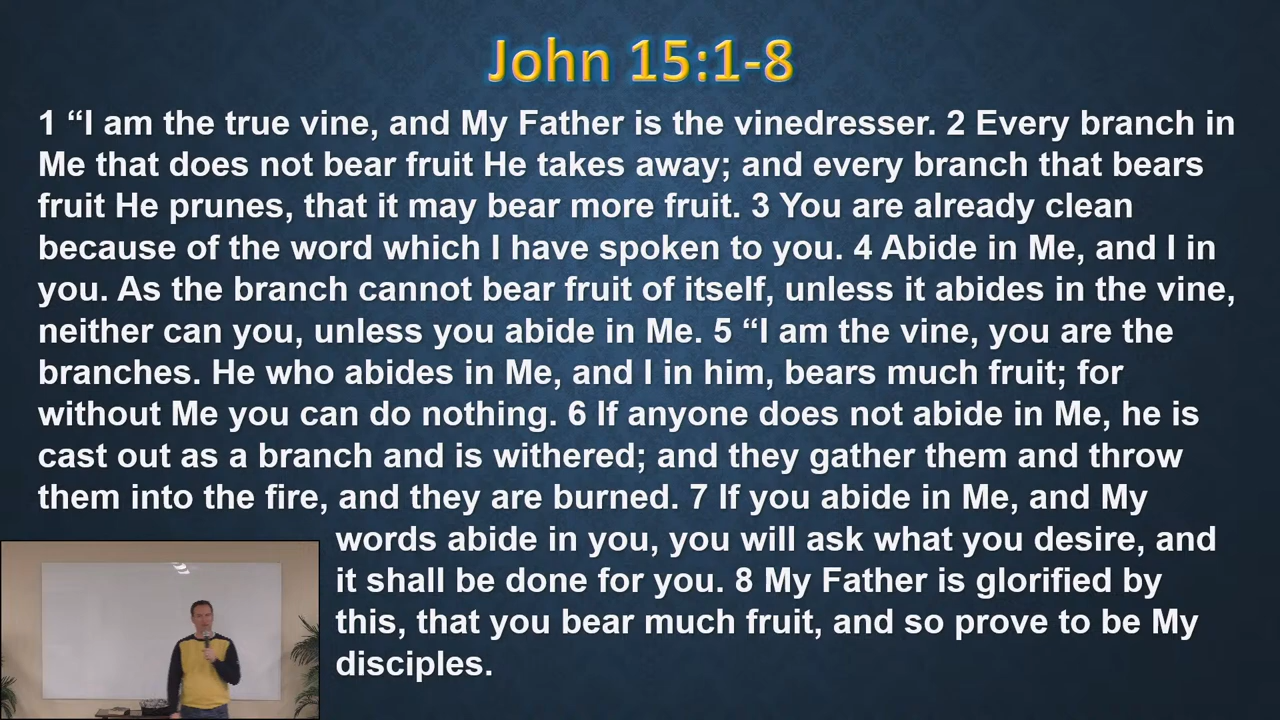 John 15:1-8
1 “I am the true vine, and My Father is the vinedresser. 2 Every branch in
Me that does not bear fruit He takes away; and every branch that bears
fruit He prunes, that it may bear more fruit. 3 You are already clean
because of the word which I have spoken to you. 4 Abide in Me, and I in
you. As the branch cannot bear fruit of itself, unless it abides in the vine,
neither can you, unless you abide in Me. 5 “I am the vine, you are the
branches. He who abides in Me, and I in him, bears much fruit; for
without Me you can do nothing. 6 If anyone does not abide in Me, he is
cast out as a branch and is withered; and they gather them and throw
them into the fire, and they are burned. 7 If you abide in Me, and My
words abide in you, you will ask what you desire, and
it shall be done for you. 8 My Father is glorified by
this, that you bear much fruit, and so prove to be My
disciples.